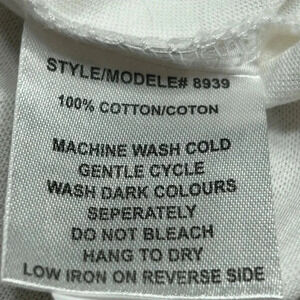 STYLE/MODELE# 8939
100% COTTON/COTON
MACHINE WASH COLD
GENTLE CYCLE
WASH DARK COLOURS
SEPERATELY
DO NOT BLEACH
HANG TO DRY
LOW IRON ON REVERSE SIDE